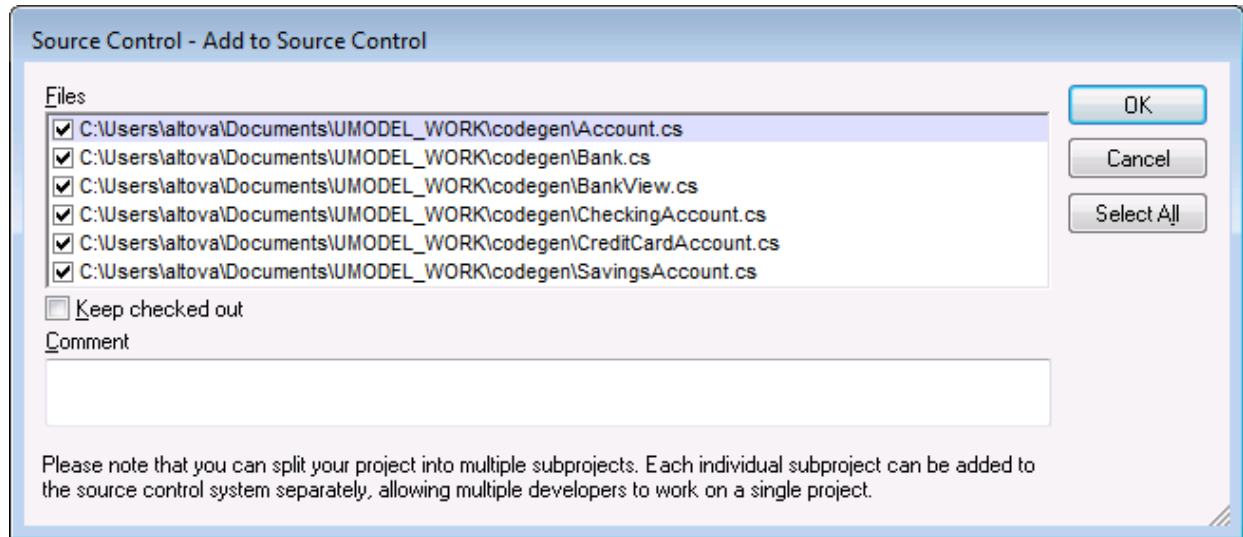 Source Control - Add to Source Control
Files
C:\Users\altova\Documents\UMODEL_WORK\codegen\Account.cs
C:\Users\altova\Documents\UMODEL_WORK\codegen\Bank.cs
C:\Users\altova\Documents\UMODEL_WORK\codegen\BankView.cs
C:\Users\altova\Documents\UMODEL_WORK\codegen\CheckingAccount.cs
C:\Users\altova\Documents\UMODEL_WORK\codegen\CreditCardAccount.cs
C:\Users\altova\Documents\UMODEL_WORK\codegen\SavingsAccount.cs
Keep checked out
Comment
Please note that you can split your project into multiple subprojects. Each individual subproject can be added to
the source control system separately, allowing multiple developers to work on a single project.
OK
Cancel
Select All